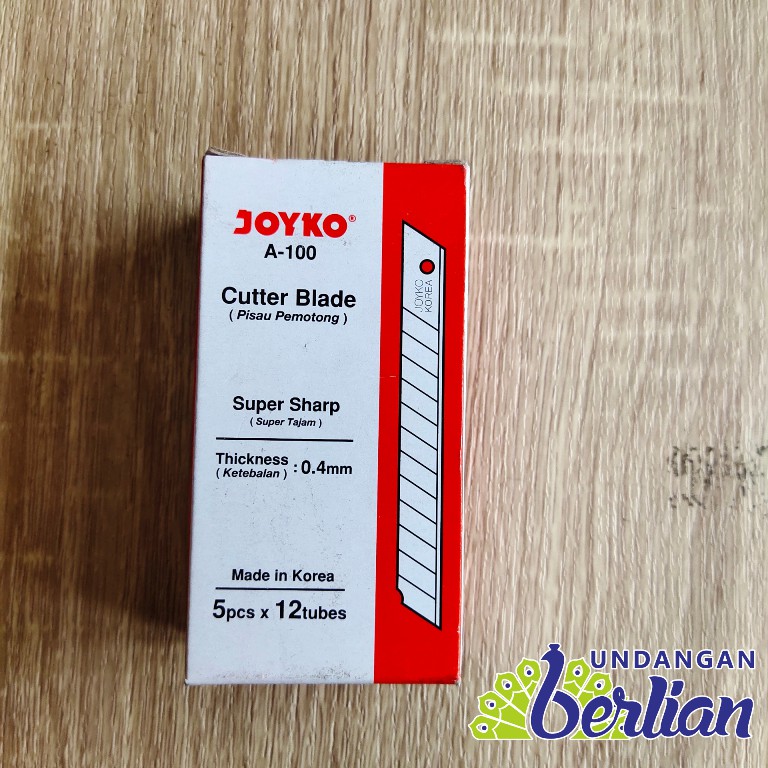 JOYKO®
A-100
Cutter Blade
( Pisau Pemotong )
Super Sharp
( Super Tajam )
Thickness : 0.4mm
( Ketebalan )
Made in Korea
5pcs x 12tubes
JOYKO
KOREA
UNDANGAN
berlian